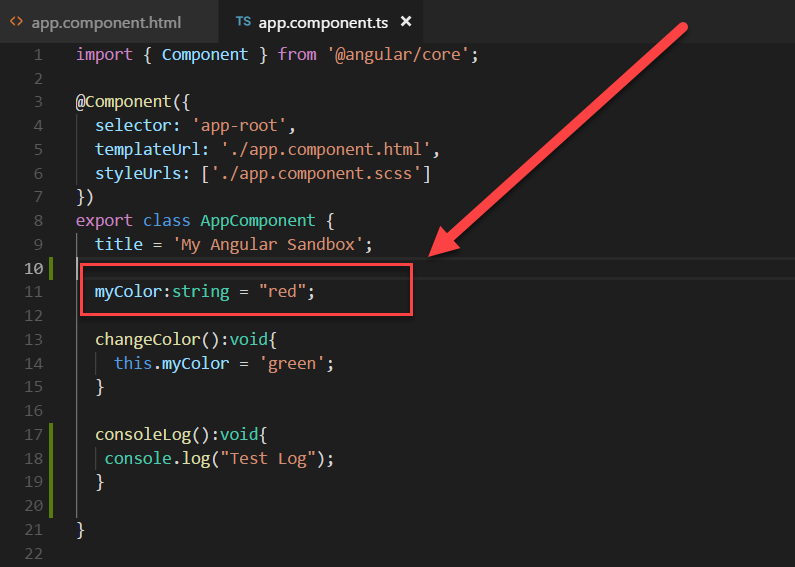 <> app.component.html
TS app.component.ts ×
1 import { Component } from '@angular/core';
2
3 @Component({
4 selector: 'app-root',
5 templateUrl: './app.component.html',
6 styleUrls: ['./app.component.scss']
7 })
8 export class AppComponent {
9 title = 'My Angular Sandbox';
10
11 myColor:string = "red";
12
13 changeColor():void{
14 this.myColor = 'green';
15 }
16
17 consoleLog():void{
18 console.log("Test Log");
19 }
20
21 }
22